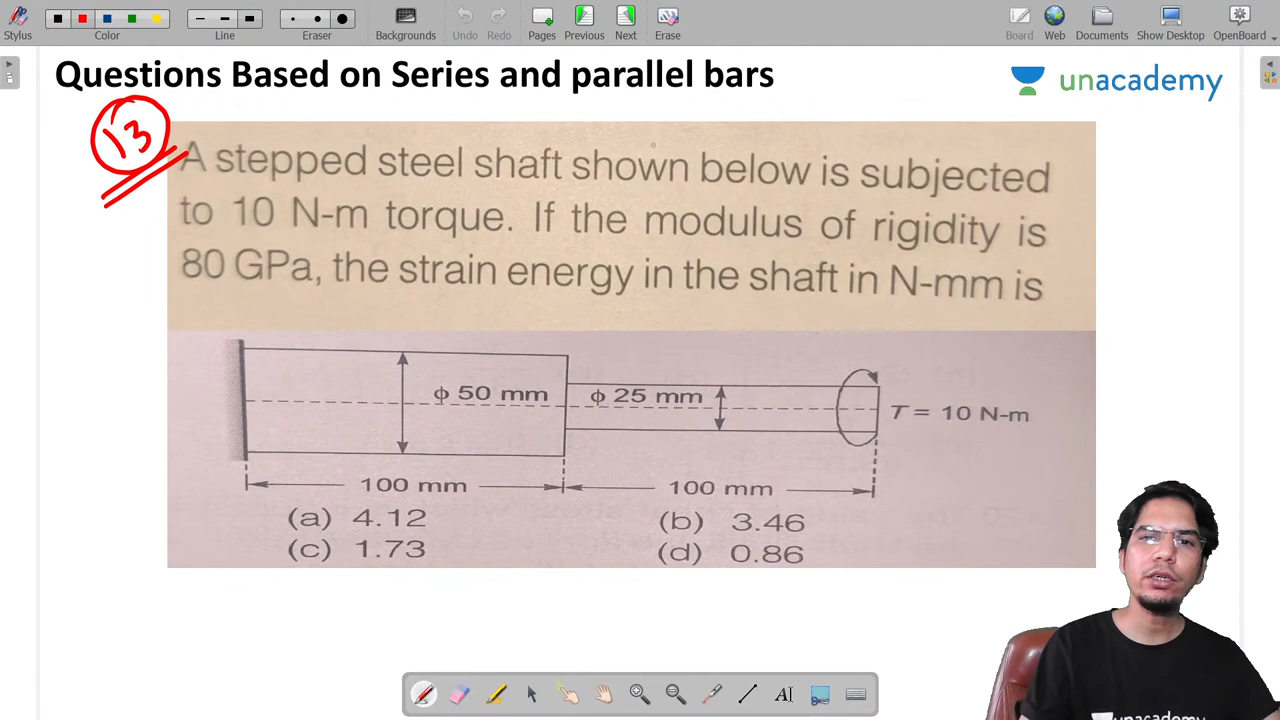 Stylus
Color
Line
Eraser
Backgrounds
Undo
Redo
Pages
Previous
Next
Erase
Board
Web
Documents
Show Desktop
OpenBoard
Questions Based on Series and parallel bars
unacademy
13
A stepped steel shaft shown below is subjected
to 10 N-m torque. If the modulus of rigidity is
80 GPa, the strain energy in the shaft in N-mm is
ϕ 50 mm
ϕ 25 mm
T = 10 N-m
100 mm
100 mm
(a) 4.12
(b) 3.46
(c) 1.73
(d) 0.86
AI
unacademy